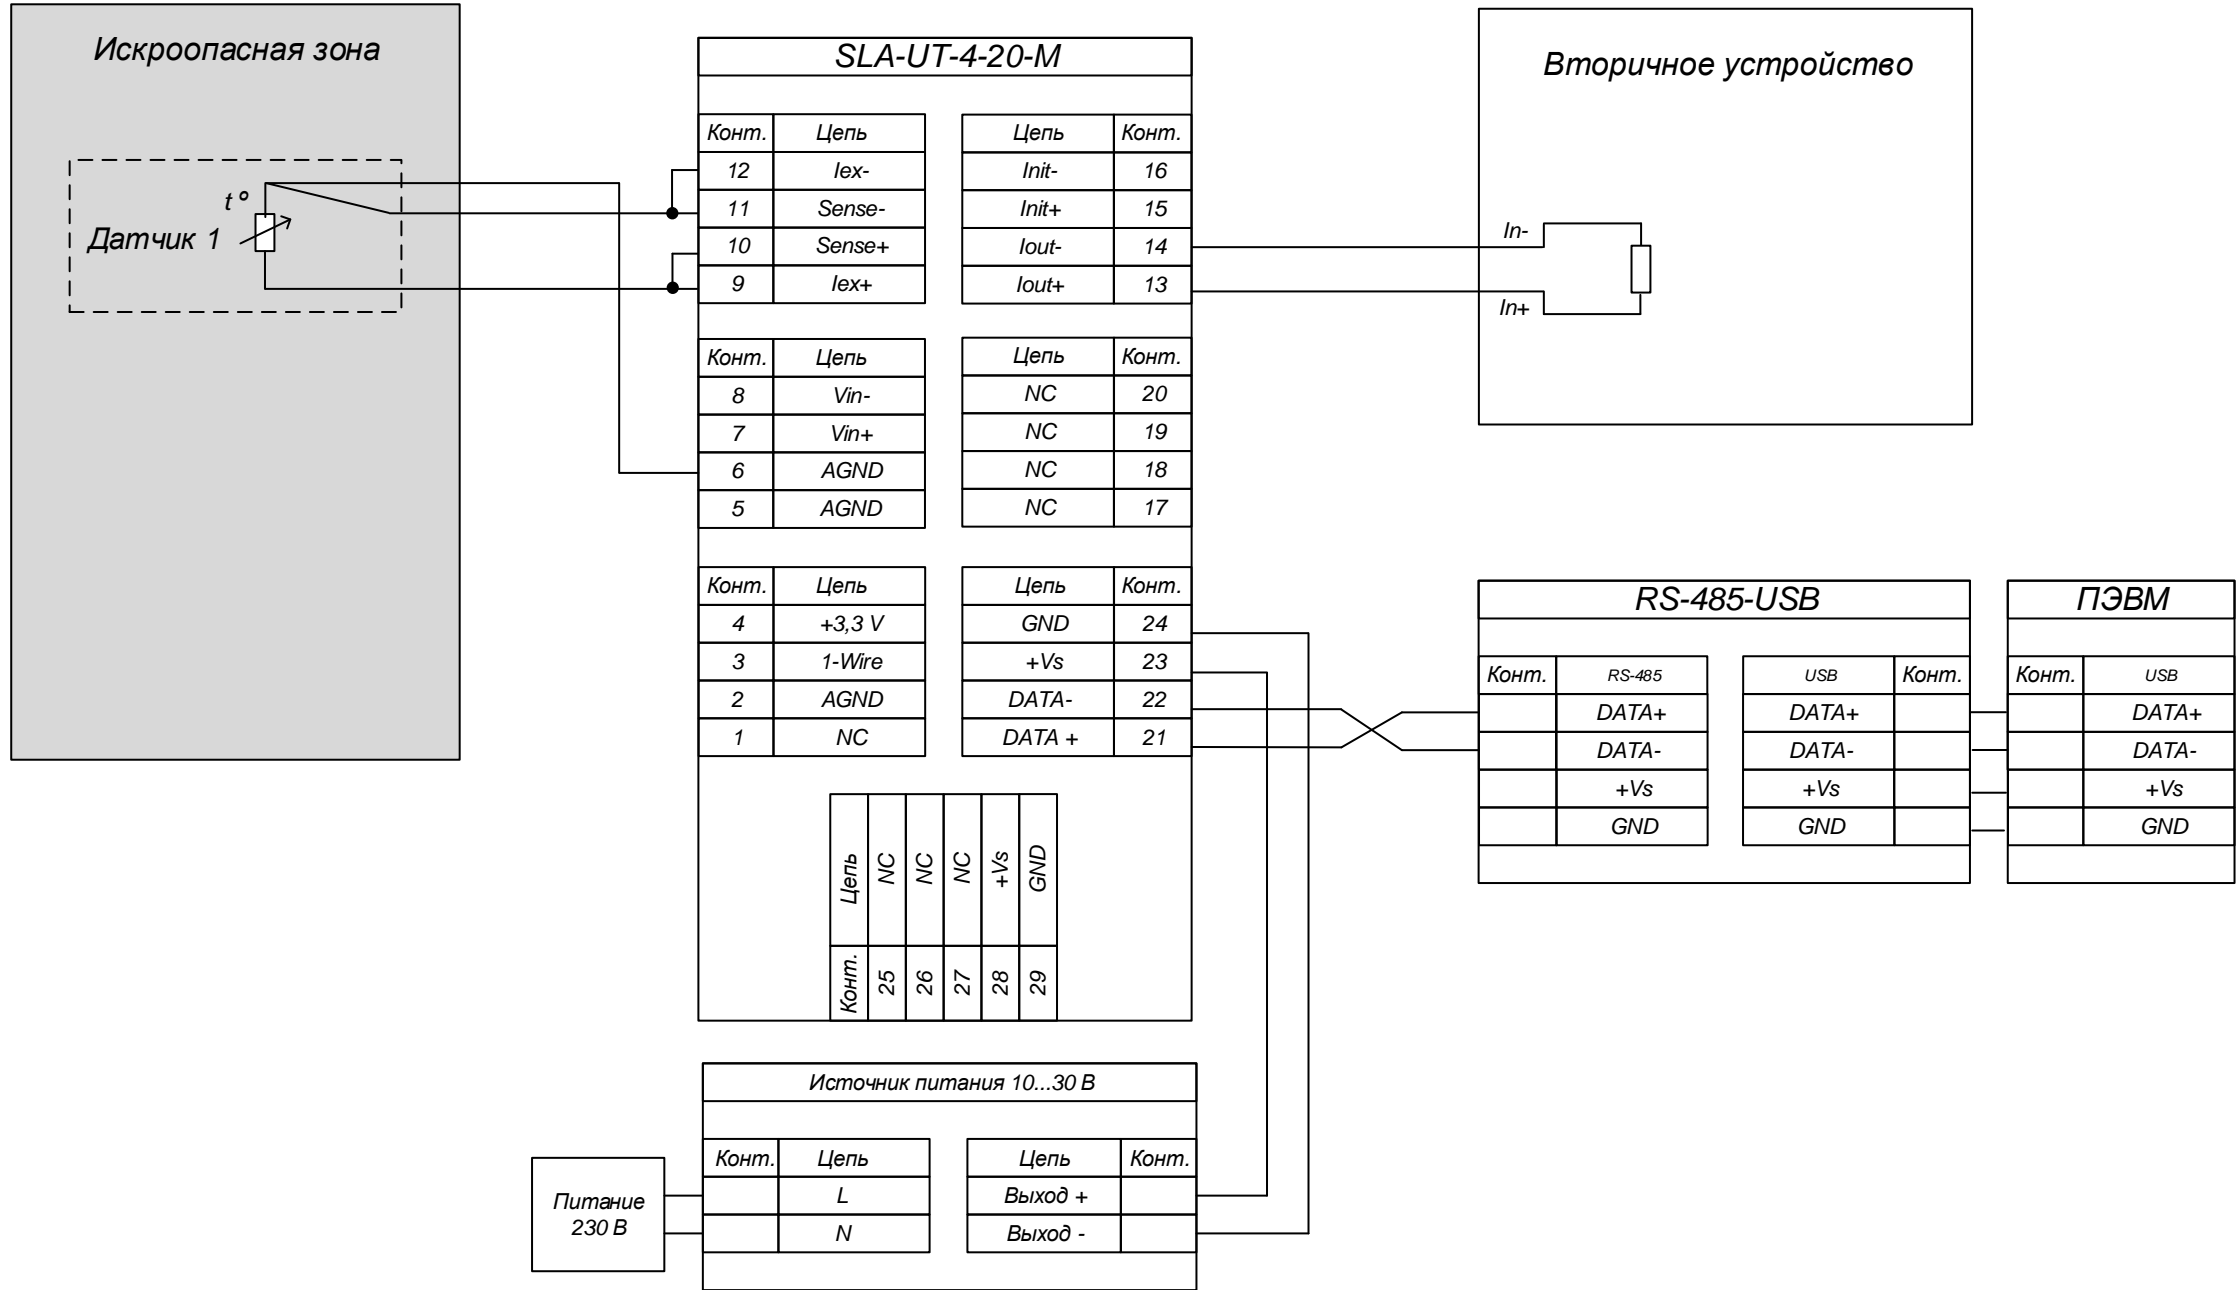 Искроопасная зона
t°
Датчик 1
SLA-UT-4-20-M
Конт. Цепь
12 Iex-
11 Sense-
10 Sense+
9 Iex+
Цепь Конт.
Init- 16
Init+ 15
Iout- 14
Iout+ 13
Конт. Цепь
8 Vin-
7 Vin+
6 AGND
5 AGND
Цепь Конт.
NC 20
NC 19
NC 18
NC 17
Конт. Цепь
4 +3,3 V
3 1-Wire
2 AGND
1 NC
Цепь Конт.
GND 24
+Vs 23
DATA- 22
DATA + 21
Конт. Цепь
25 NC
26 NC
27 NC
28 +Vs
29 GND
Вторичное устройство
In-
In+
RS-485-USB
Конт. RS-485
DATA+
DATA-
+Vs
GND
USB Конт.
DATA+
DATA-
+Vs
GND
ПЭВМ
Конт. USB
DATA+
DATA-
+Vs
GND
Источник питания 10...30 В
Конт. Цепь
L
N
Цепь Конт.
Выход +
Выход -
Питание
230 В